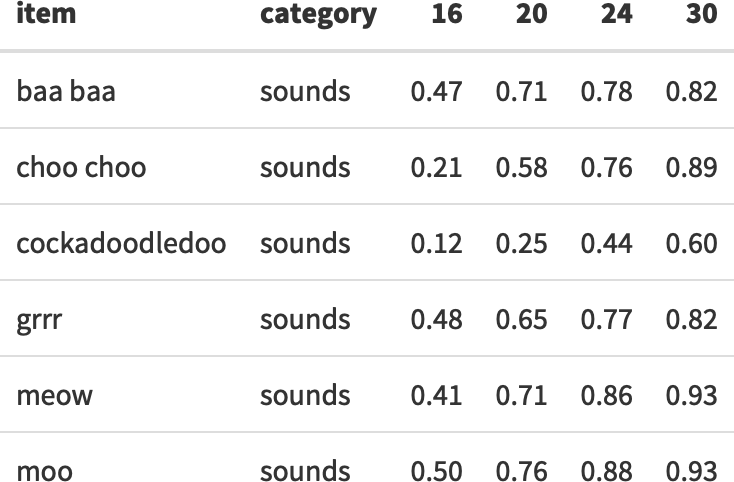 item category 16 20 24 30
baa baa sounds 0.47 0.71 0.78 0.82
choo choo sounds 0.21 0.58 0.76 0.89
cockadoodledoo sounds 0.12 0.25 0.44 0.60
grrr sounds 0.48 0.65 0.77 0.82
meow sounds 0.41 0.71 0.86 0.93
moo sounds 0.50 0.76 0.88 0.93